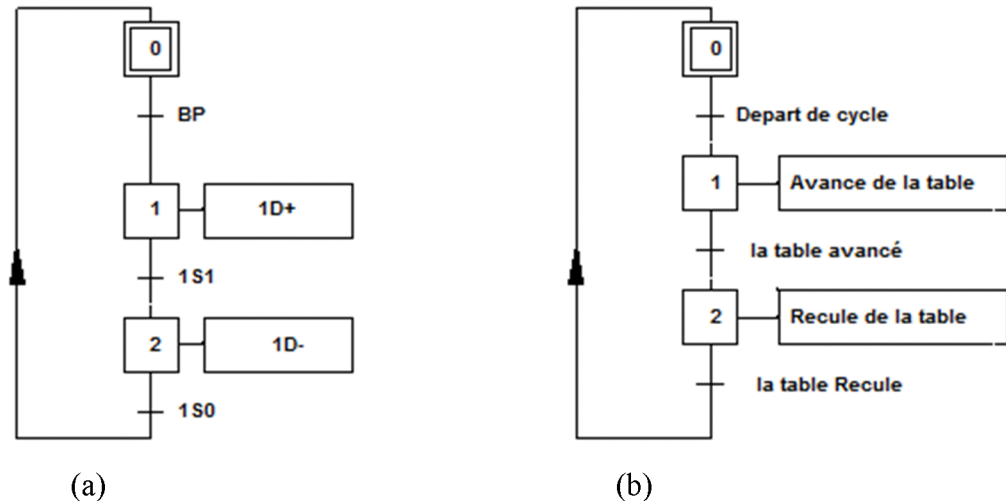 0
BP
1
1D+
1S1
2
1D-
1S0
(a)
0
Depart de cycle
1
Avance de la table
la table avancé
2
Recule de la table
la table Recule
(b)